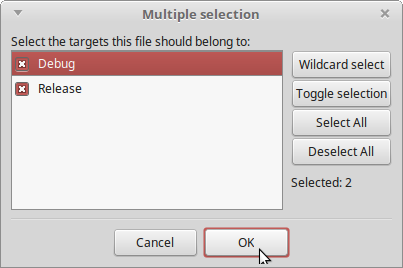 Multiple selection
Select the targets this file should belong to:
Debug
Release
Wildcard select
Toggle selection
Select All
Deselect All
Selected: 2
Cancel
OK